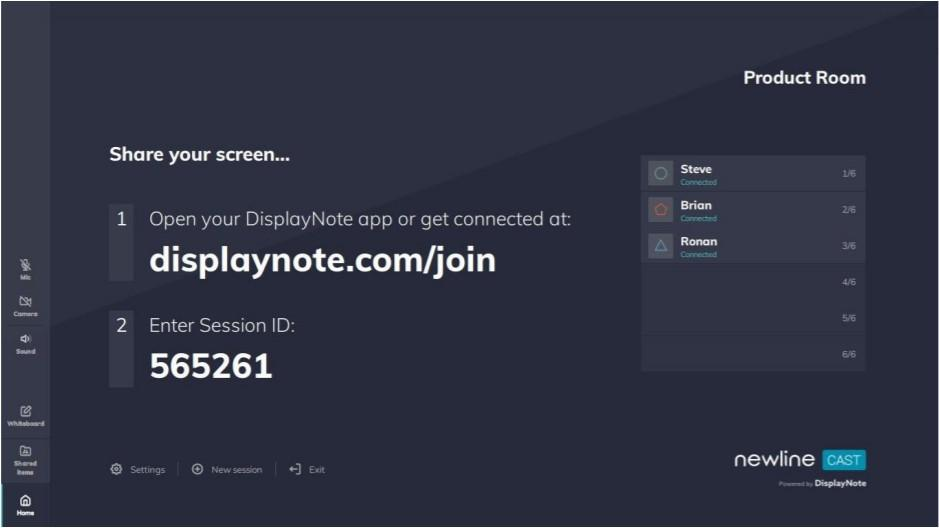 Product Room
Share your screen...
1 Open your DisplayNote app or get connected at:
displaynote.com/join
2 Enter Session ID:
565261
Steve
Connected
1/6
Brian
Connected
2/6
Ronan
Connected
3/6
4/6
5/6
6/6
Mic
Camera
Sound
Whiteboard
Shared
items
Home
Settings
New session
Exit
newline CAST
Powered by DisplayNote